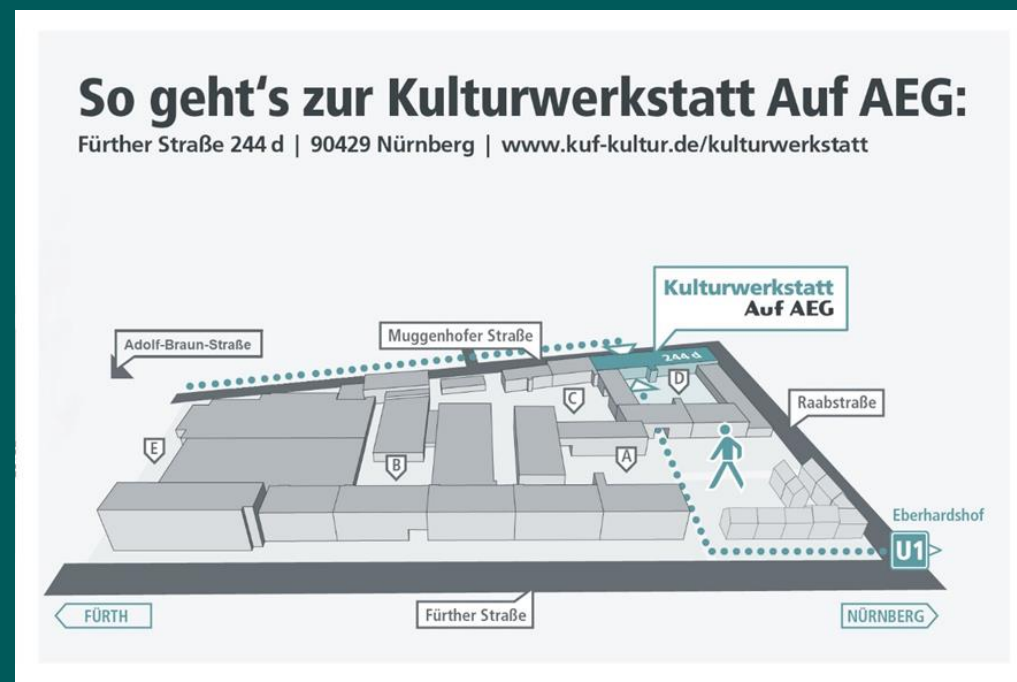 So geht‘s zur Kulturwerkstatt Auf AEG:
Fürther Straße 244 d | 90429 Nürnberg | www.kuf-kultur.de/kulturwerkstatt
Kulturwerkstatt
Auf AEG
Adolf-Braun-Straße
Muggenhofer Straße
244 d
D
C
Raabstraße
E
B
A
Eberhardshof
U1
FÜRTH
Fürther Straße
NÜRNBERG